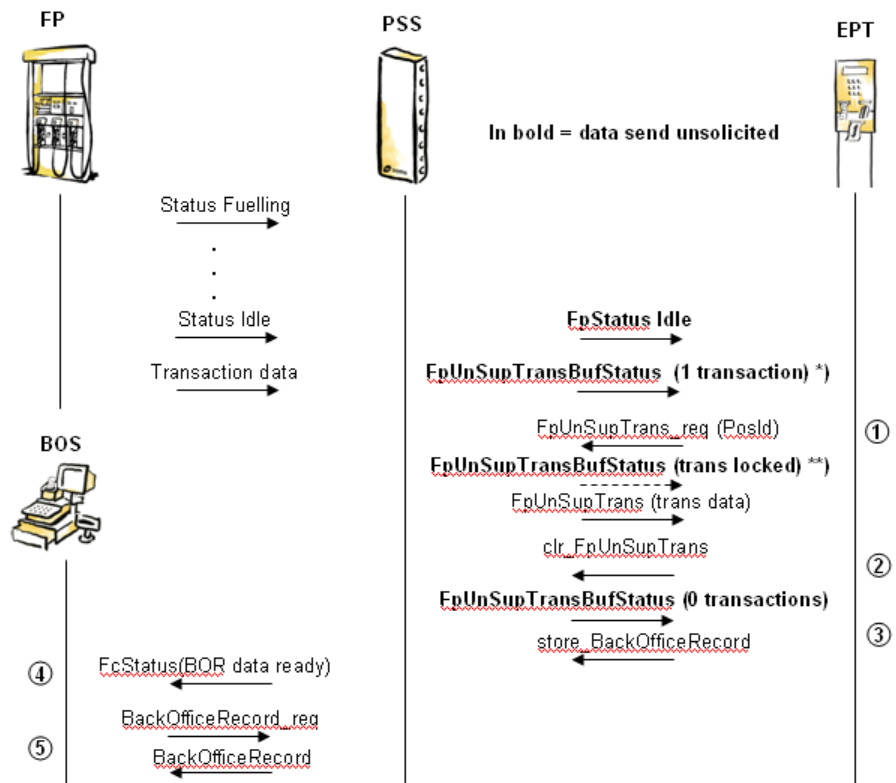 FP
PSS
EPT
In bold = data send unsolicited
Status Fuelling
.
.
.
Status Idle
FpStatus Idle
Transaction data
FpUnSupTransBufStatus (1 transaction) *)
FpUnSupTrans_req (PosId)
①
BOS
FpUnSupTransBufStatus (trans locked) **)
FpUnSupTrans (trans data)
clr_FpUnSupTrans
②
FpUnSupTransBufStatus (0 transactions)
③
store_BackOfficeRecord
④
FcStatus(BOR data ready)
BackOfficeRecord_req
⑤
BackOfficeRecord